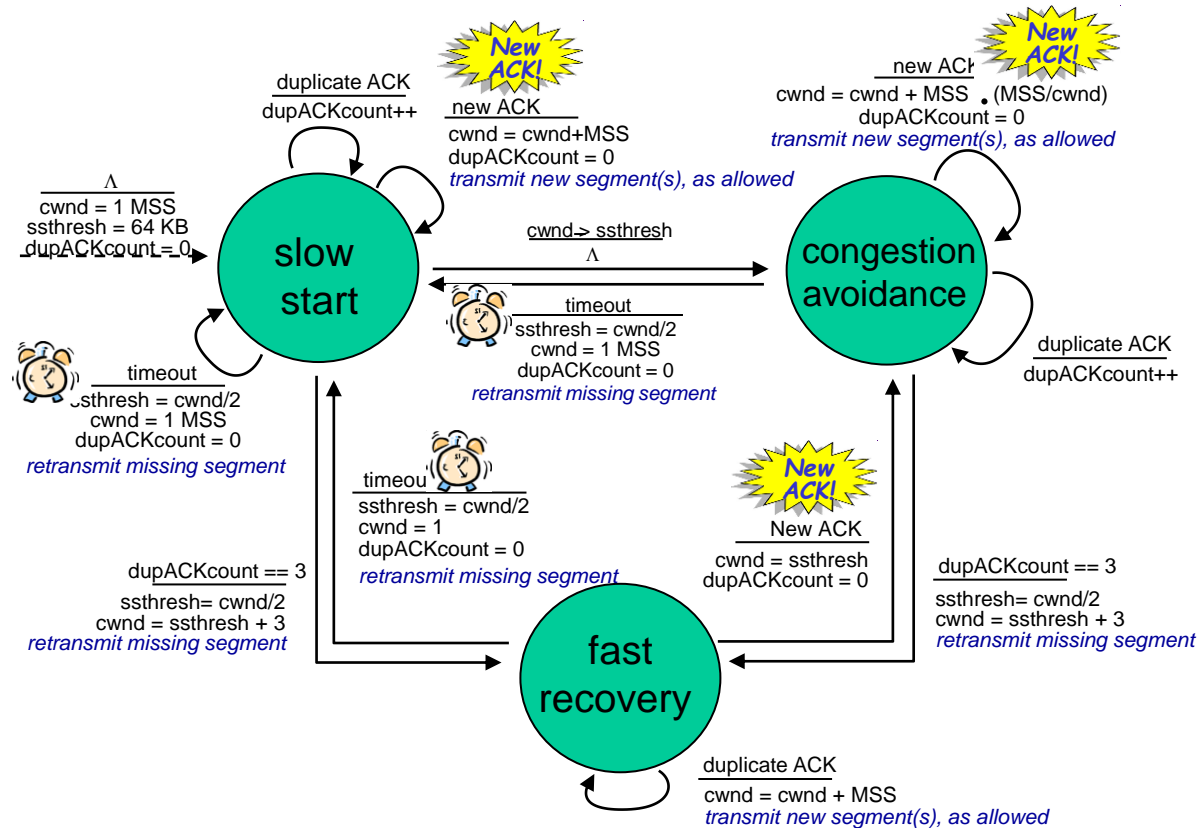 New
ACK!
duplicate ACK
dupACKcount++
new ACK
cwnd = cwnd+MSS
dupACKcount = 0
transmit new segment(s), as allowed
New
ACK!
new ACK
cwnd = cwnd + MSS • (MSS/cwnd)
dupACKcount = 0
transmit new segment(s), as allowed
Λ
cwnd = 1 MSS
ssthresh = 64 KB
dupACKcount = 0
slow
start
cwnd > ssthresh
Λ
congestion
avoidance
timeout
ssthresh = cwnd/2
cwnd = 1 MSS
dupACKcount = 0
retransmit missing segment
timeout
ssthresh = cwnd/2
cwnd = 1 MSS
dupACKcount = 0
retransmit missing segment
duplicate ACK
dupACKcount++
timeou
ssthresh = cwnd/2
cwnd = 1
dupACKcount = 0
retransmit missing segment
New
ACK!
New ACK
cwnd = ssthresh
dupACKcount = 0
dupACKcount == 3
ssthresh= cwnd/2
cwnd = ssthresh + 3
retransmit missing segment
dupACKcount == 3
ssthresh= cwnd/2
cwnd = ssthresh + 3
retransmit missing segment
fast
recovery
duplicate ACK
cwnd = cwnd + MSS
transmit new segment(s), as allowed